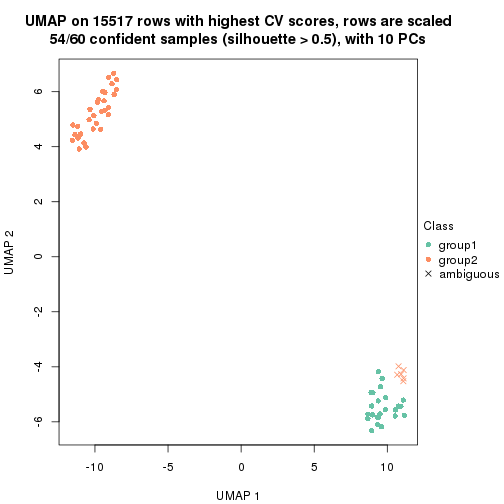 UMAP on 15517 rows with highest CV scores, rows are scaled
54/60 confident samples (silhouette > 0.5), with 10 PCs
6
4
2
0
-2
-4
-6
UMAP 2
-10
-5
0
5
10
UMAP 1
Class
group1
group2
ambiguous